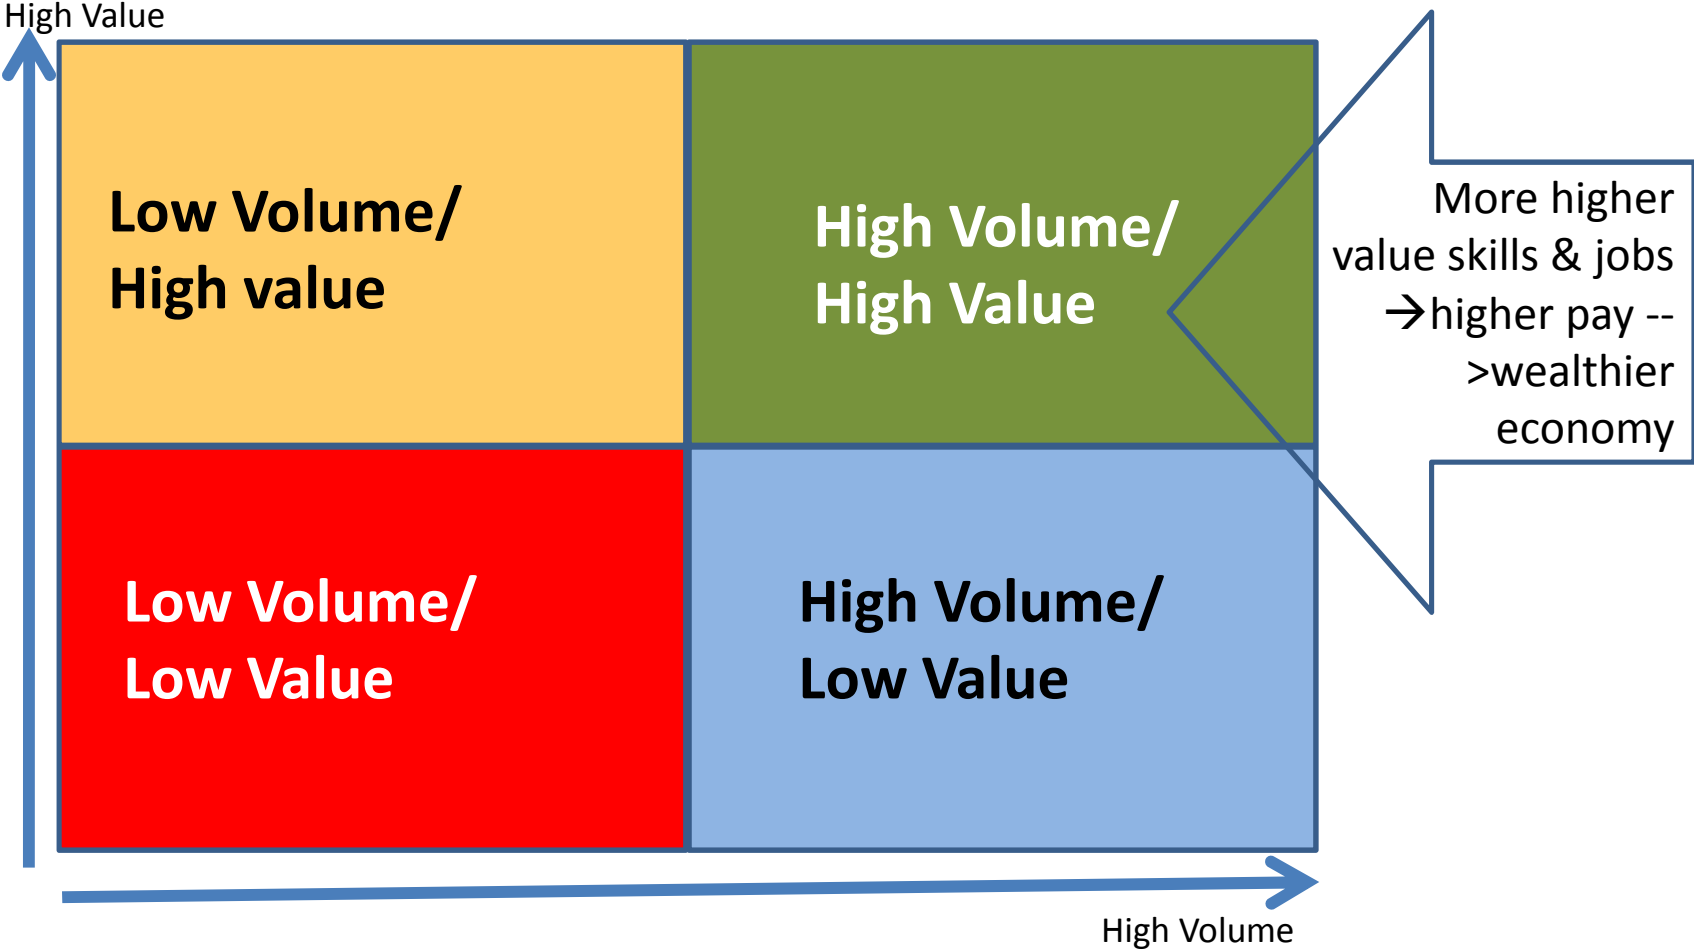 High Value
Low Volume/
High value
High Volume/
High Value
More higher
value skills & jobs
→higher pay --
>wealthier
economy
Low Volume/
Low Value
High Volume/
Low Value
High Volume